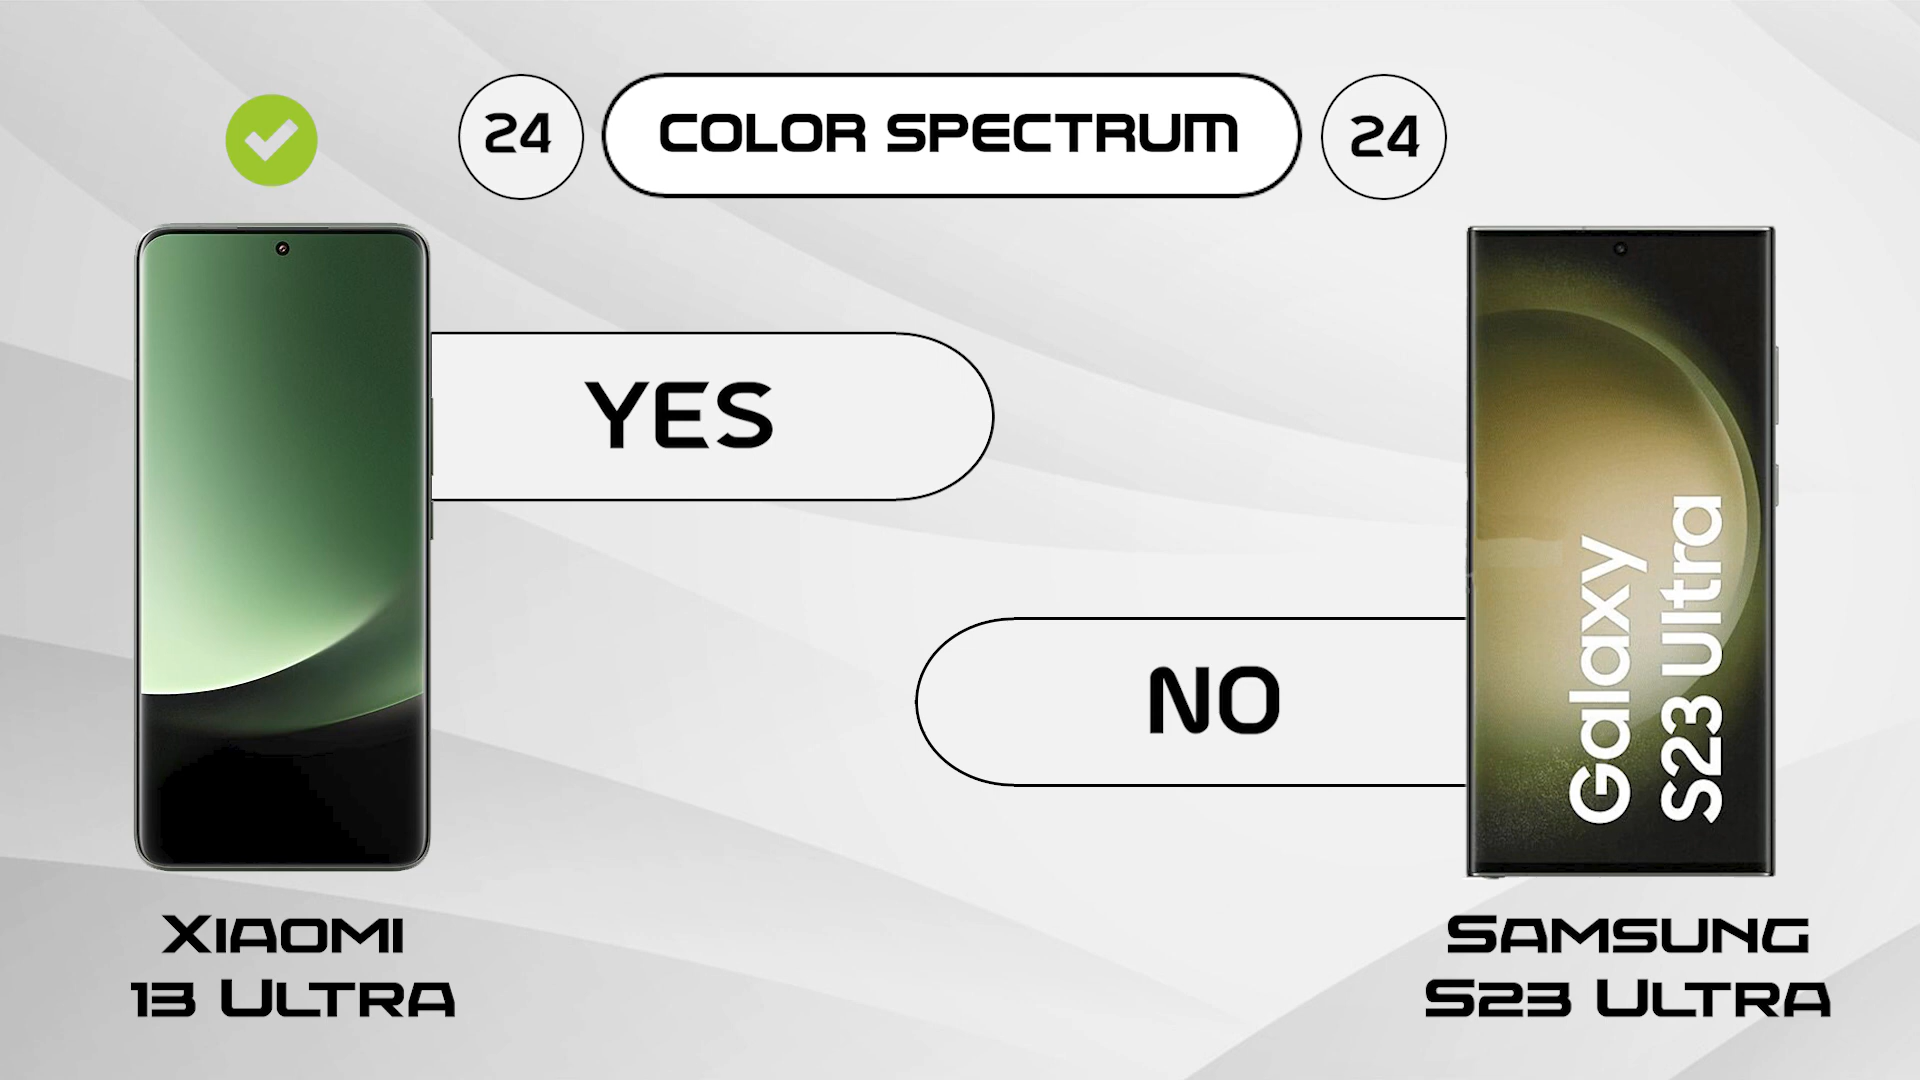 24
COLOR SPECTRUM
24
YES
NO
Galaxy
S23 Ultra
XIAOMI
13 ULTRA
SAMSUNG
S23 ULTRA